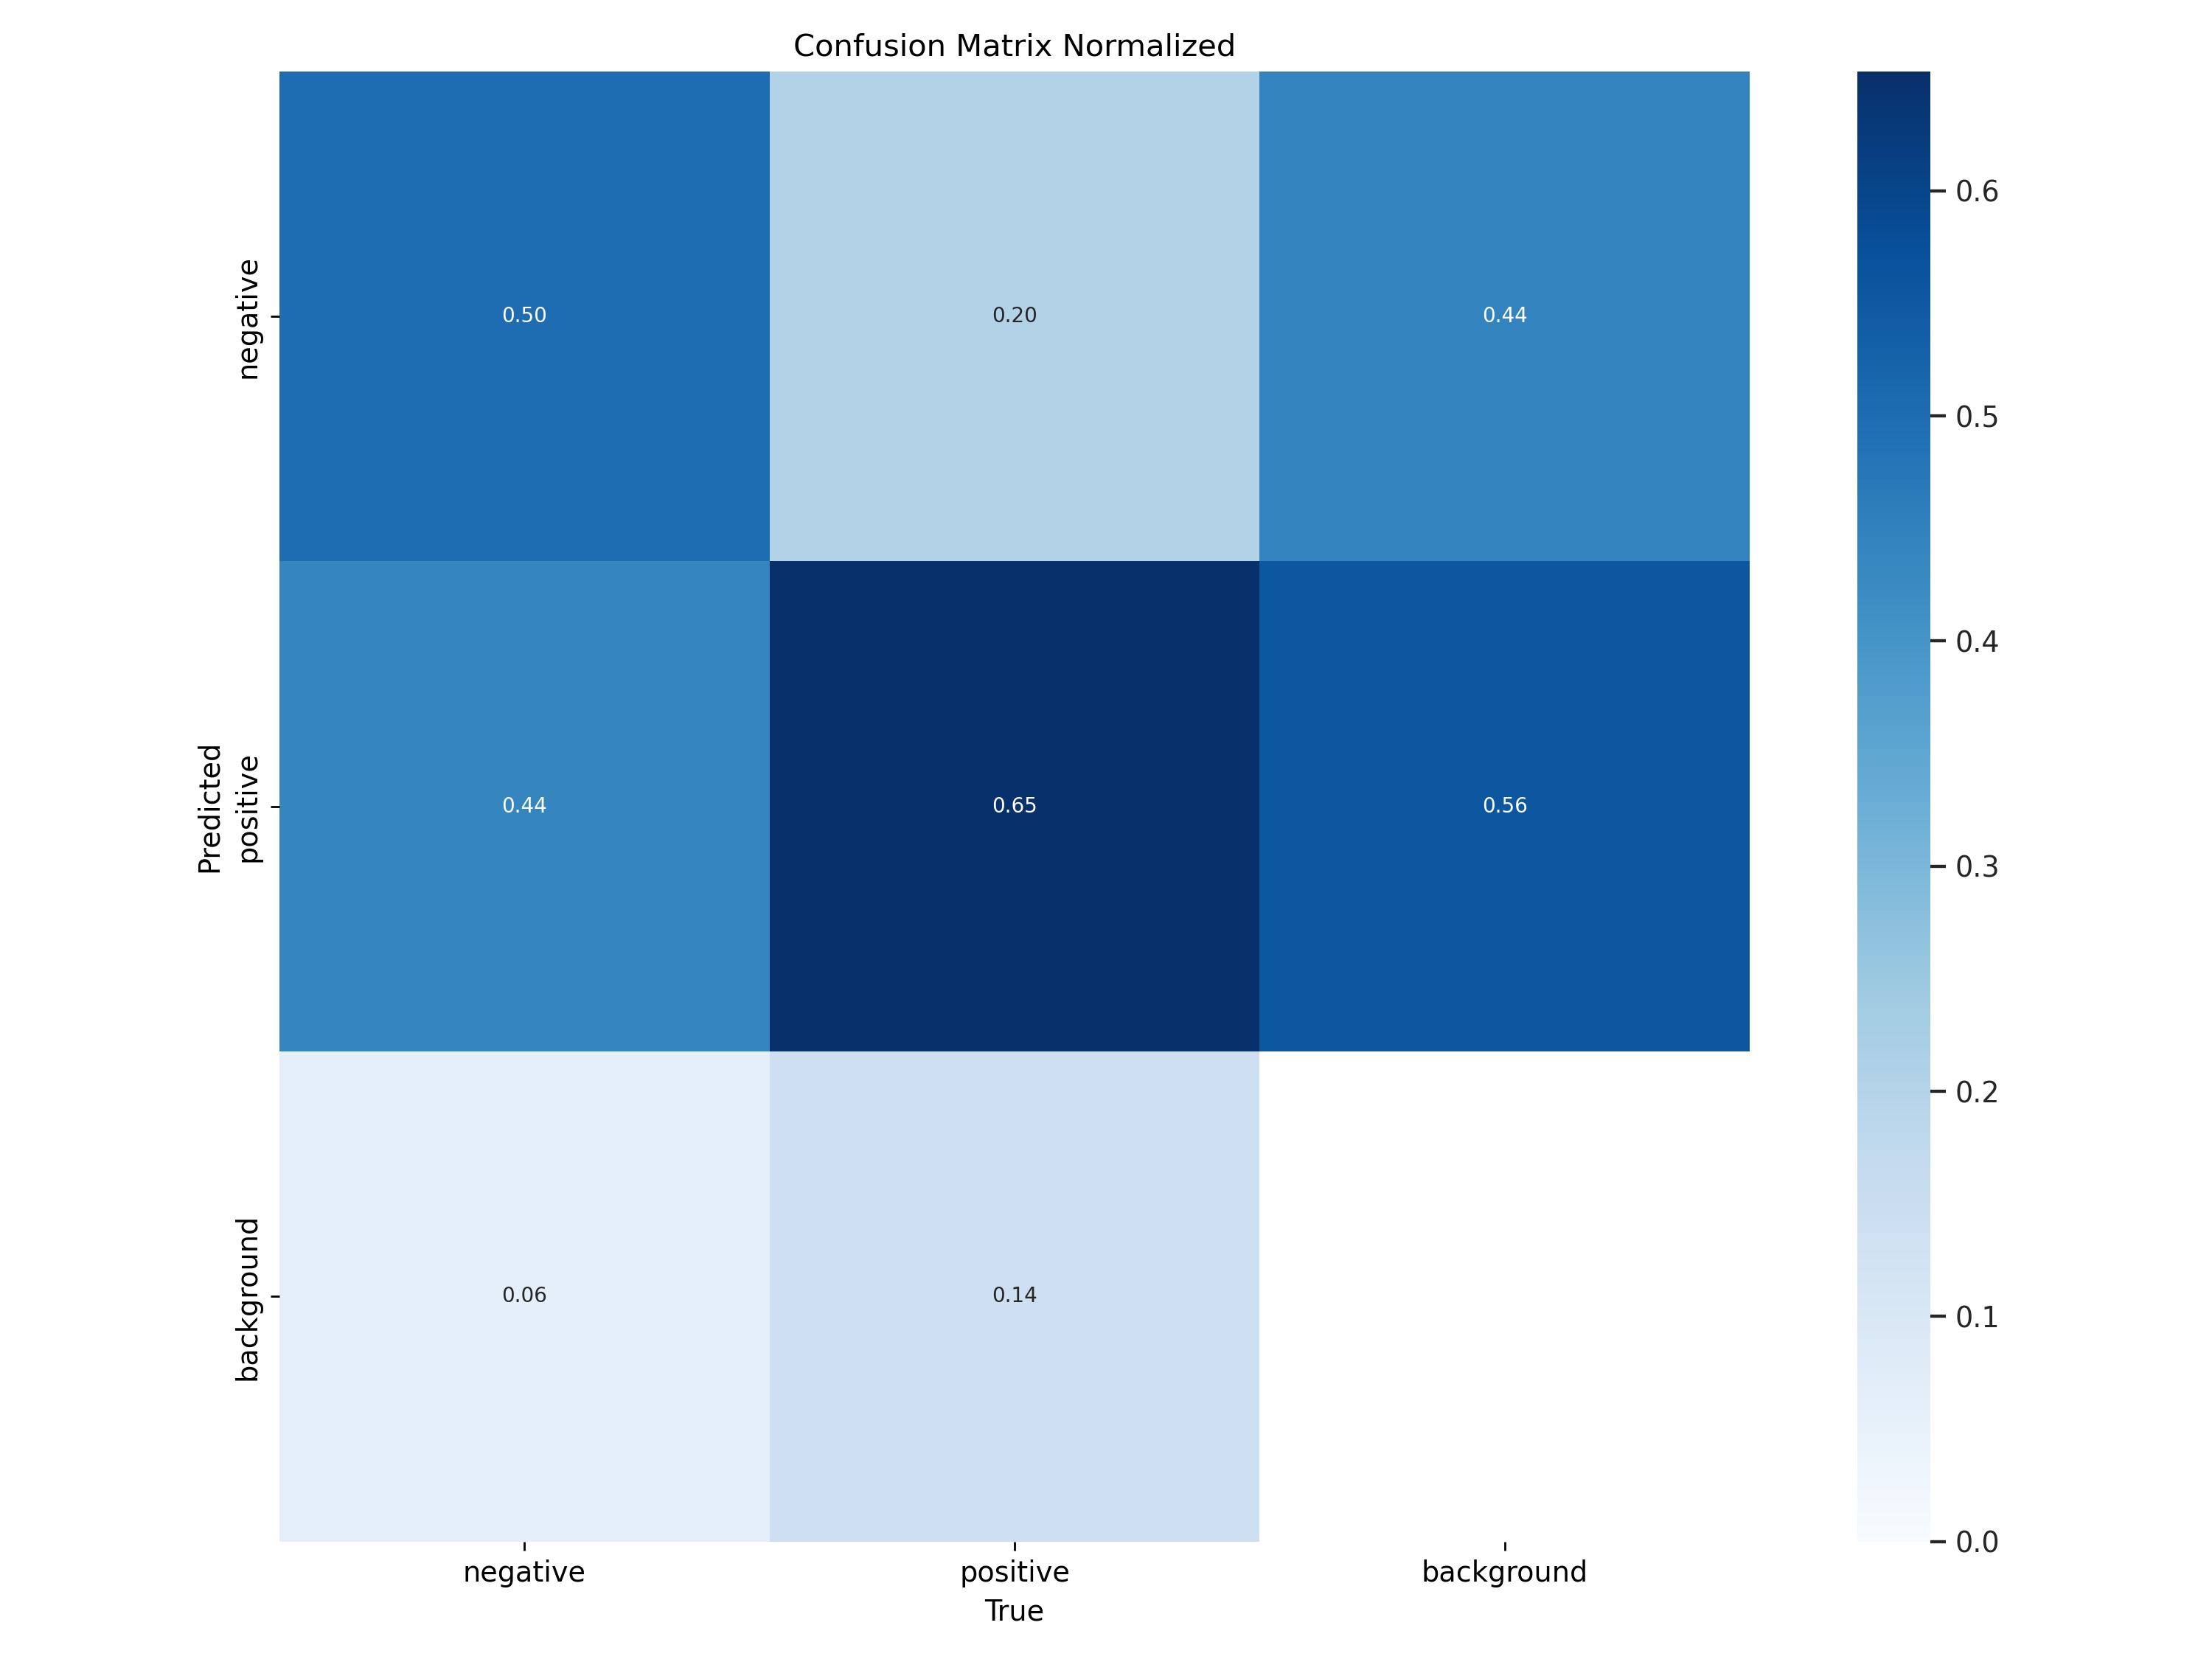 Confusion Matrix Normalized
negative
0.50
0.20
0.44
Predicted
positive
0.44
0.65
0.56
background
0.06
0.14
negative
positive
background
True
0.6
0.5
0.4
0.3
0.2
0.1
0.0